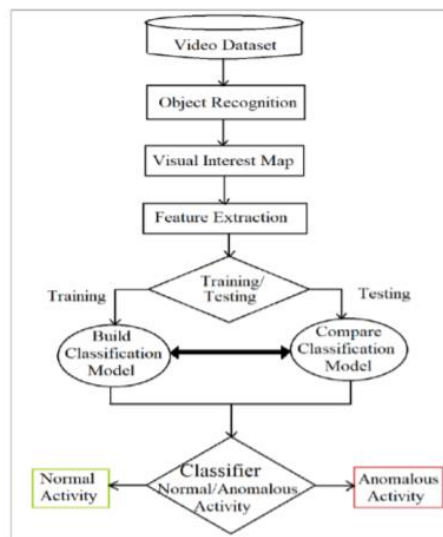 Video Dataset
Object Recognition
Visual Interest Map
Feature Extraction
Training/
Testing
Training
Testing
Build
Classification
Model
Compare
Classification
Model
Classifier
Normal/Anomalous
Activity
Normal
Activity
Anomalous
Activity